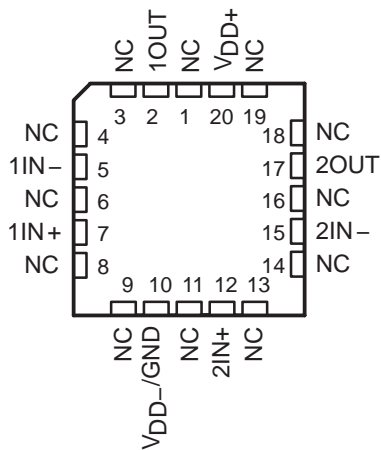 NC
1OUT
NC
VDD+
NC
3 2 1 20 19
NC 4
1IN− 5
NC 6
1IN+ 7
NC 8
18 NC
17 2OUT
16 NC
15 2IN−
14 NC
9 10 11 12 13
NC
VDD−/GND
NC
2IN+
NC